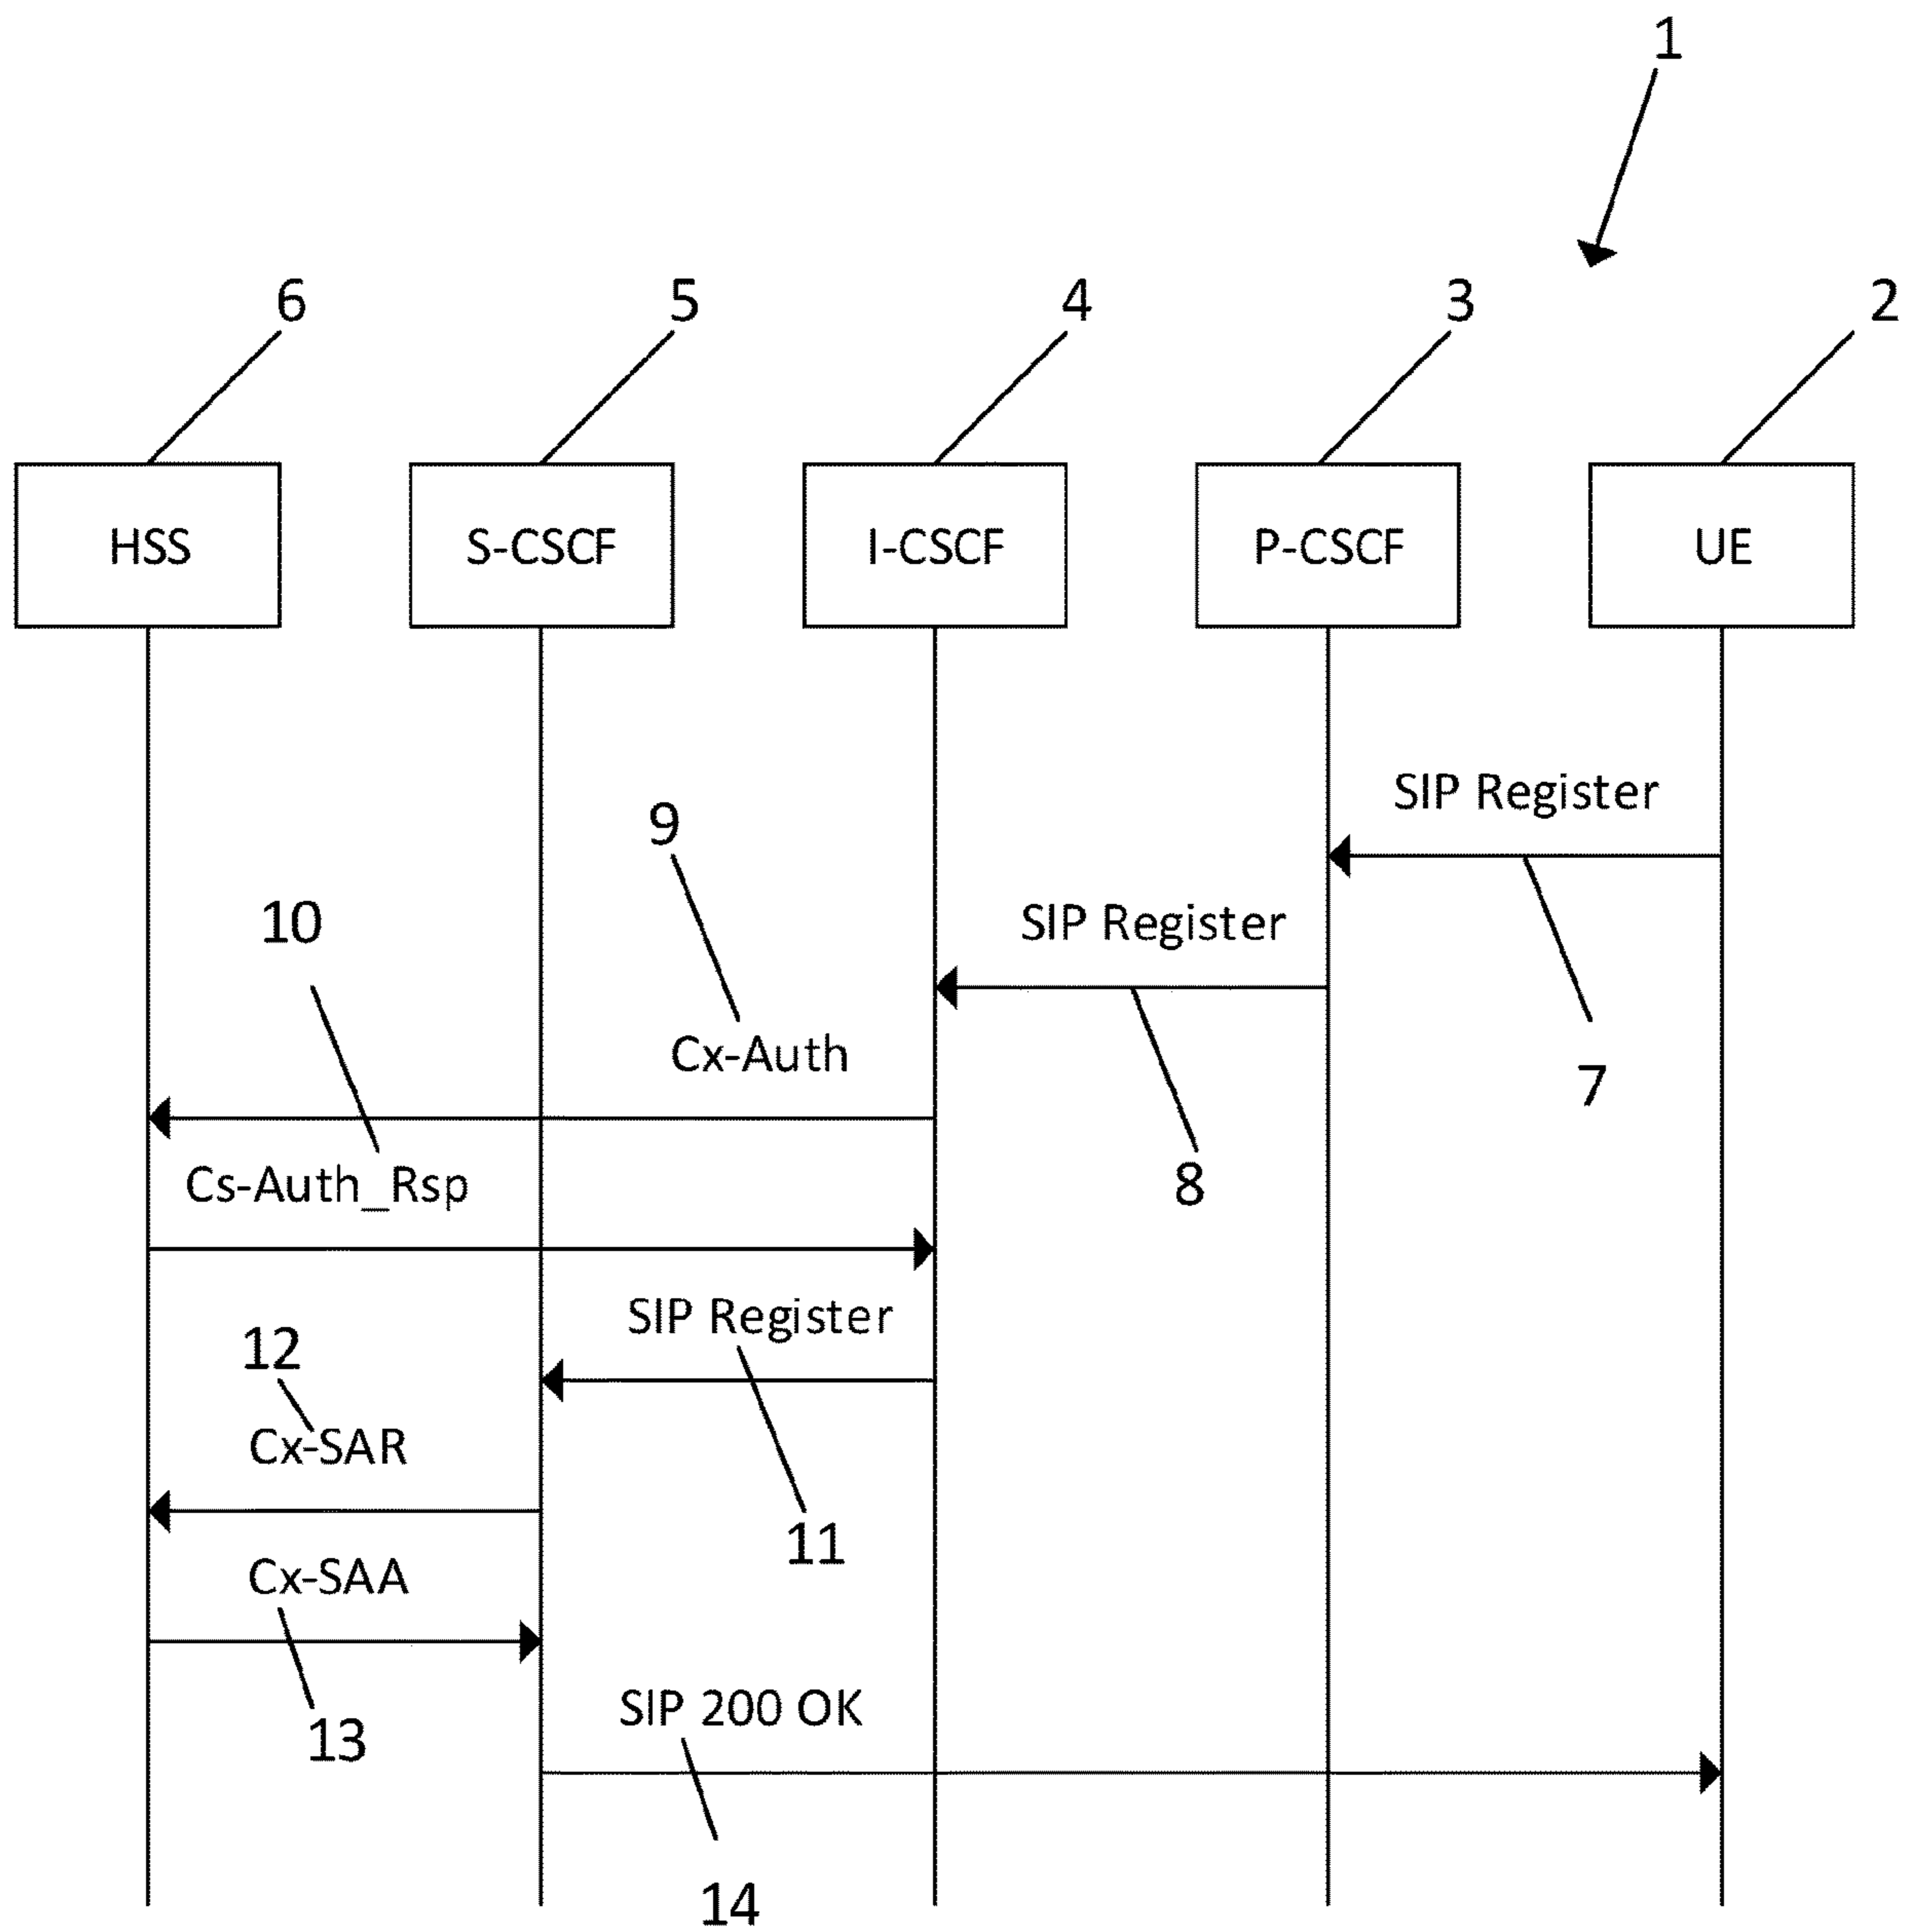 1
6
5
4
3
2
HSS
S-CSCF
I-CSCF
P-CSCF
UE
SIP Register
9
10
SIP Register
Cx-Auth
7
Cs-Auth_Rsp
8
SIP Register
12
Cx-SAR
11
Cx-SAA
SIP 200 OK
13
14